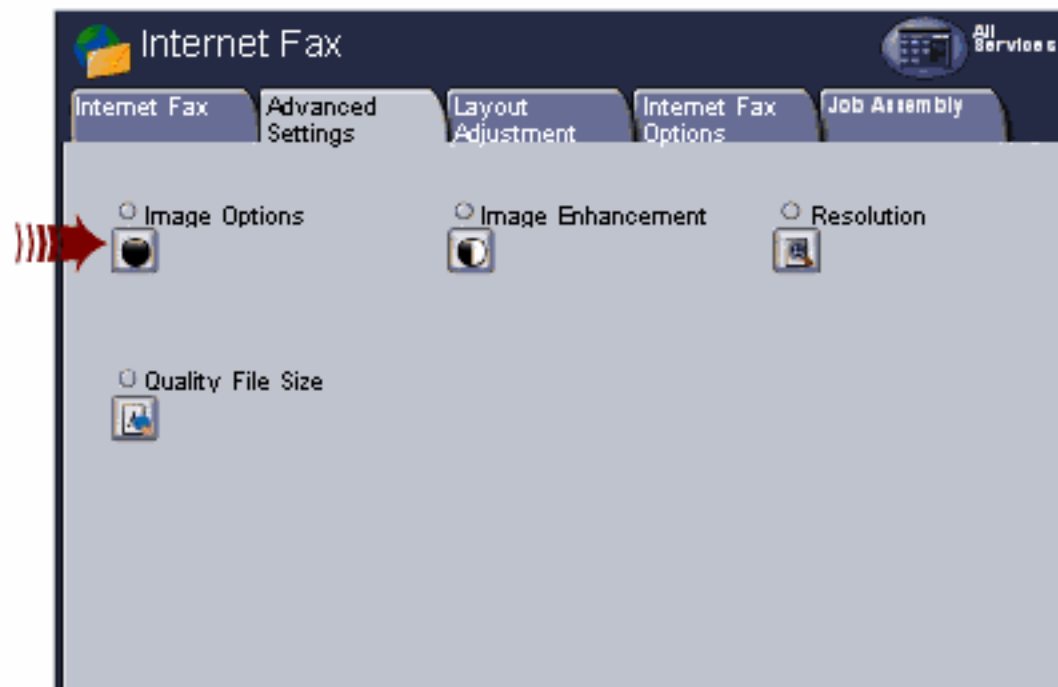 Internet Fax
All
Services
Internet Fax
Advanced
Settings
Layout
Adjustment
Internet Fax
Options
Job Assembly
Image Options
Image Enhancement
Resolution
Quality File Size